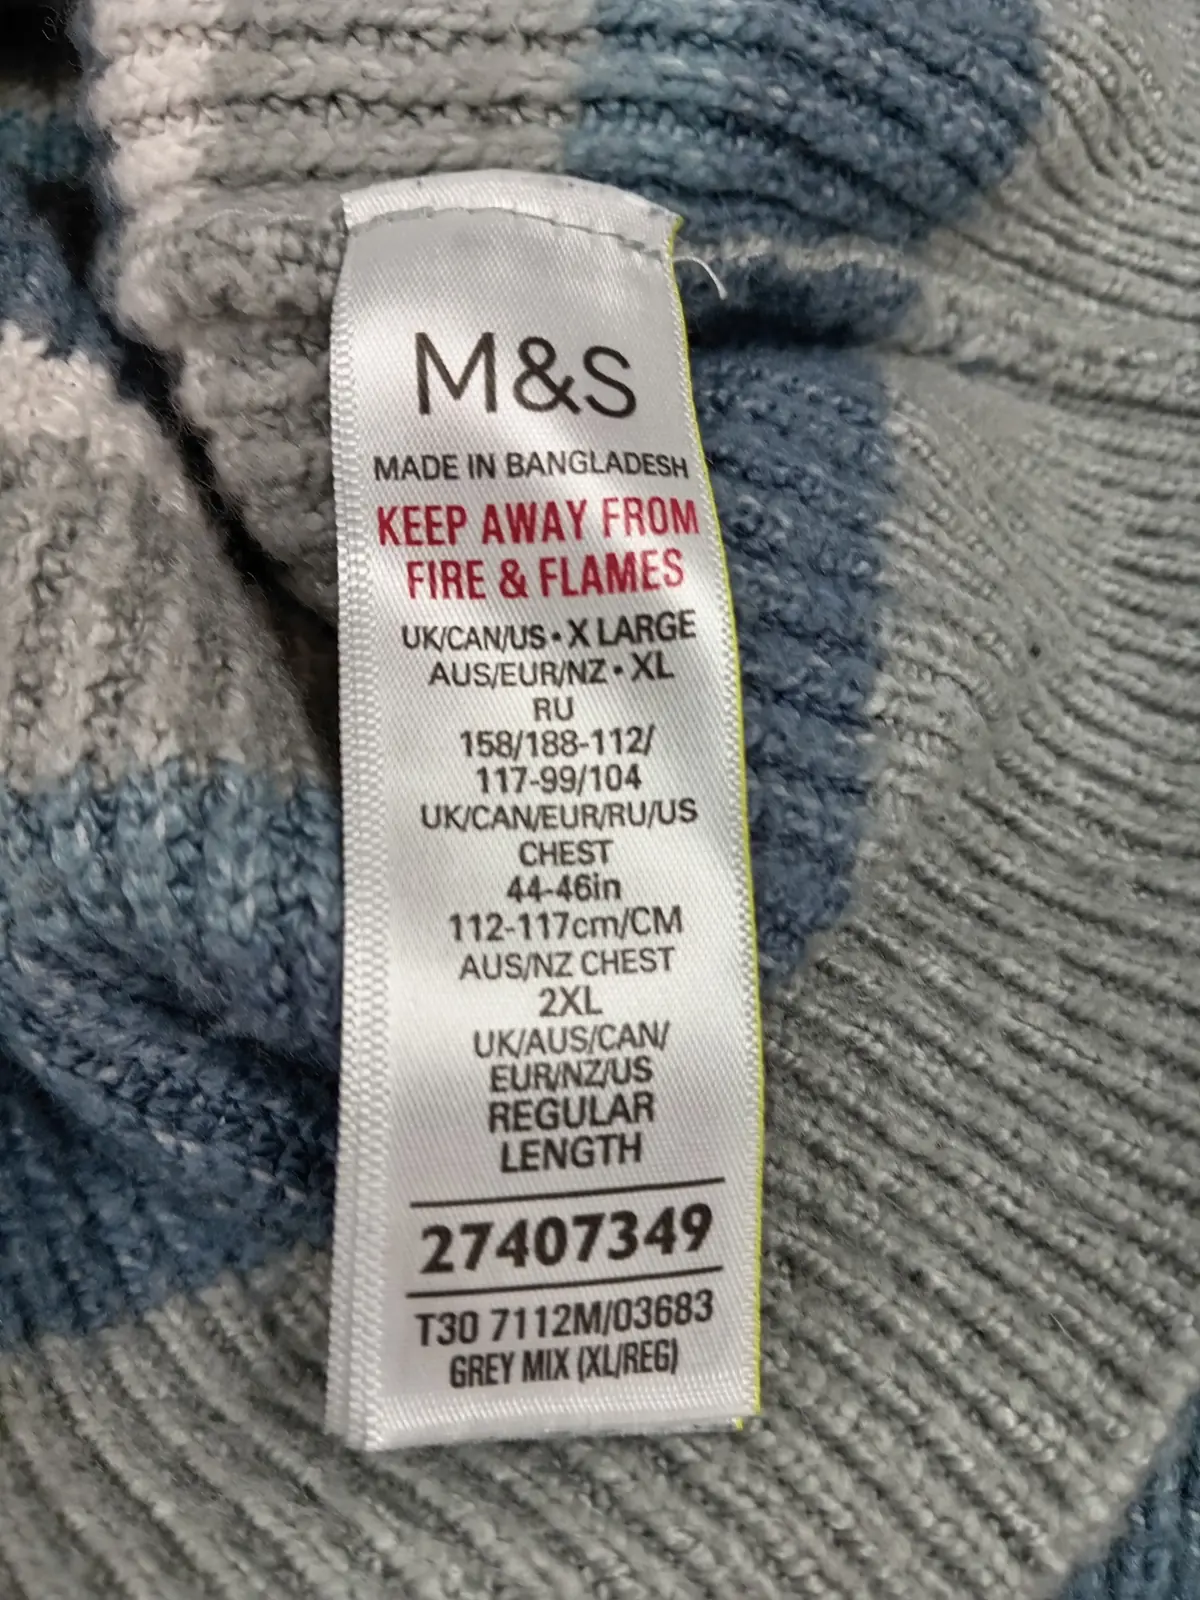 M&S
MADE IN BANGLADESH
KEEP AWAY FROM
FIRE & FLAMES
UK/CAN/US • X LARGE
AUS/EUR/NZ • XL
RU
158/188-112/
117-99/104
UK/CAN/EUR/RU/US
CHEST
44-46in
112-117cm/CM
AUS/NZ CHEST
2XL
UK/AUS/CAN/
EUR/NZ/US
REGULAR
LENGTH
27407349
T30 7112M/03683
GREY MIX (XL/REG)